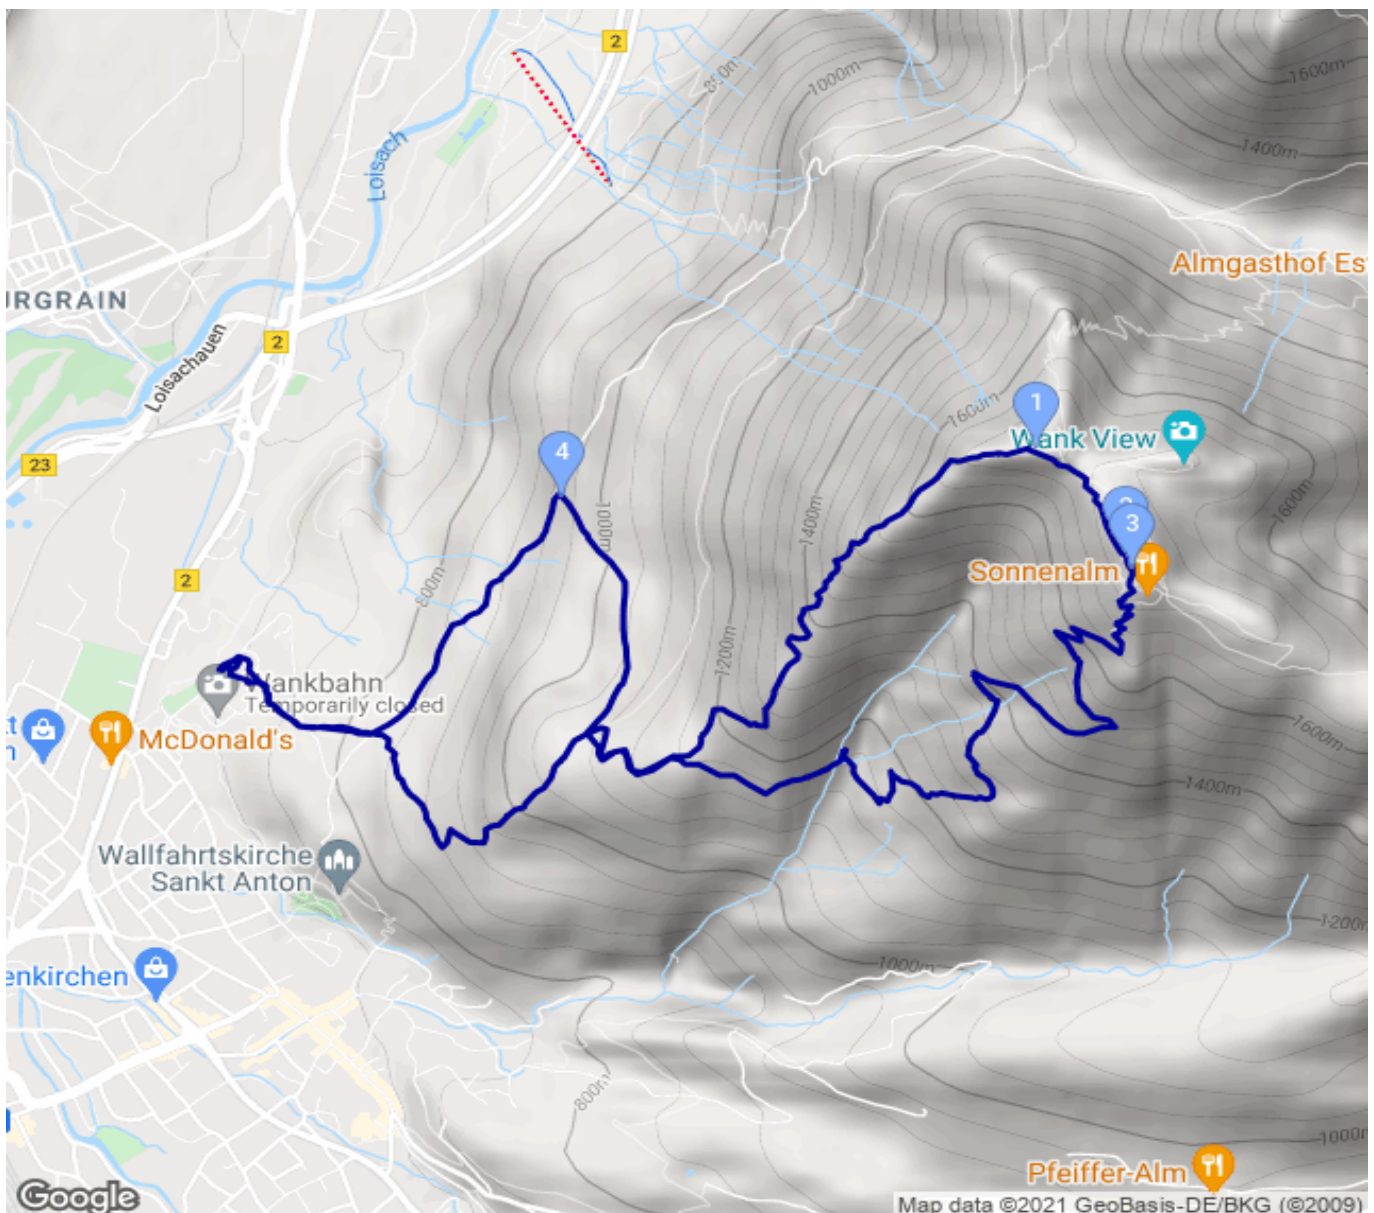 2
800m
1000m
1600m
1400m
Loisach
Almgasthof Es
URGRAIN
2
Loisachauen
1600m
1
Wank View
4
23
1000m
1400m
1600m
3
Sonnenalm
800m
2
1200m
Wankbahn
Temporarily closed
McDonald's
1600m
1400m
Wallfahrtskirche
Sankt Anton
1200m
enkirchen
1000m
800m
1000m
Pfeiffer-Alm
Google
Map data ©2021 GeoBasis-DE/BKG (©2009)